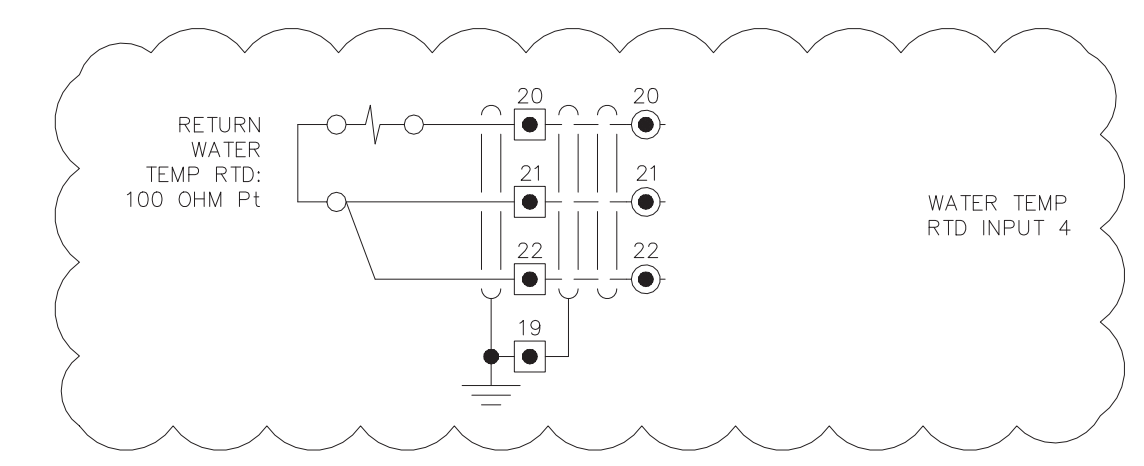 RETURN
WATER
TEMP RTD:
100 OHM Pt
20
20
21
21
22
22
19
WATER TEMP
RTD INPUT 4